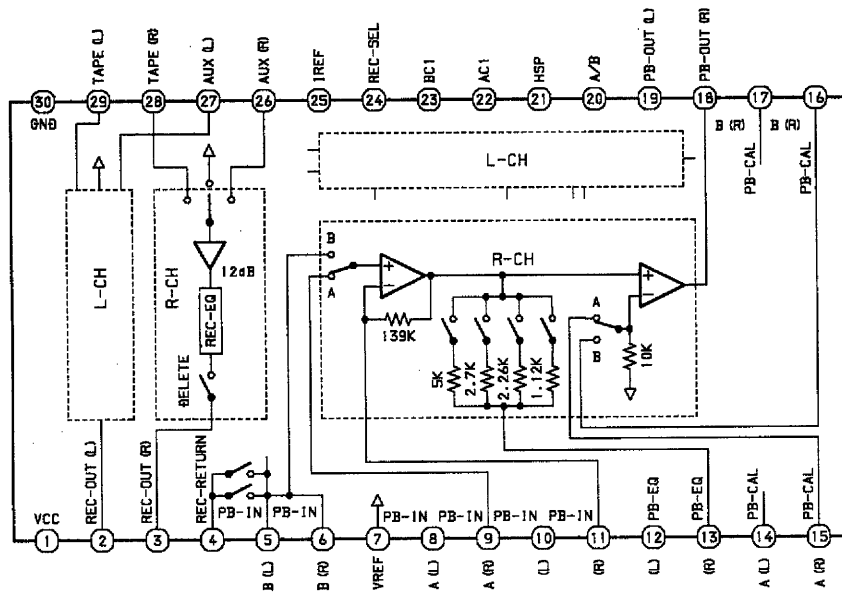 TAPE (L)
TAPE (R)
AUX (L)
AUX (R)
IREF
REC-SEL
BC1
AC1
HSP
A/B
PB-OUT (L)
PB-OUT (R)
30
29
28
27
26
25
24
23
22
21
20
19
18
17
16
GND
B (R)
B (R)
PB-CAL
PB-CAL
L-CH
L-CH
R-CH
12dB
REC-EQ
DELETE
B
A
+
−
R-CH
+
−
139K
5K
2.7K
2.26K
1.12K
A
B
10K
VCC
REC-OUT (L)
REC-OUT (R)
REC-RETURN
PB-IN
PB-IN
PB-IN
PB-IN
PB-IN
PB-IN
PB-EQ
PB-EQ
PB-CAL
PB-CAL
1
2
3
4
5
6
7
8
9
10
11
12
13
14
15
B (L)
B (R)
VREF
A (L)
A (R)
(L)
(R)
(L)
(R)
A (L)
A (R)